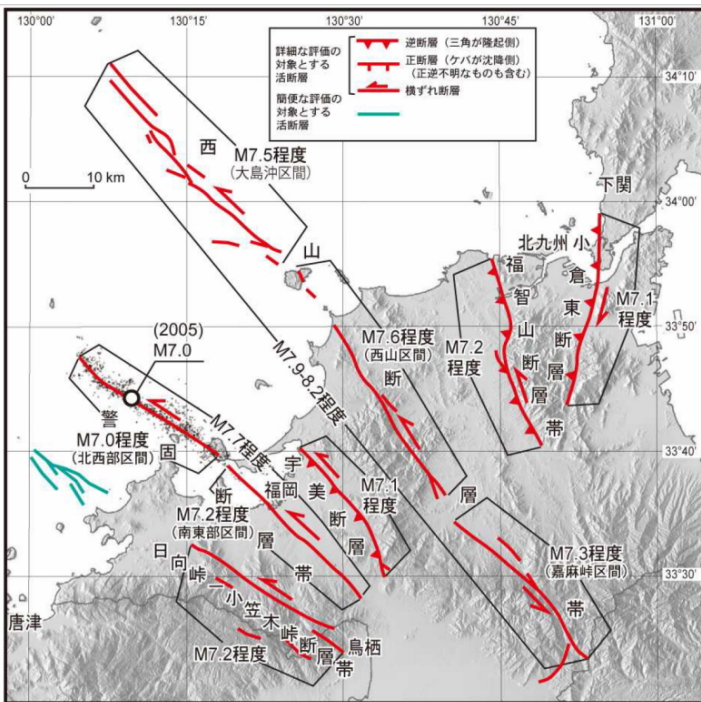 130°00'
130°15'
130°30'
130°45'
131°00'
34°10'
34°00'
33°50'
33°40'
33°30'
詳細な評価の
対象とする
活断層
逆断層（三角が隆起側）
正断層（ケバが沈降側）
（正逆不明なものも含む）
横ずれ断層
簡便な評価の
対象とする
活断層
0 10 km
西山断層帯
M7.5程度
（大島沖区間）
M7.6程度
（西山区間）
M7.9-8.2程度
M7.3程度
（嘉麻峠区間）
下関
北九州
小倉東断層
M7.1
程度
福智山断層帯
M7.2
程度
(2005)
M7.0
警固断層帯
M7.0程度
（北西部区間）
M7.7程度
M7.2程度
（南東部区間）
福岡
宇美断層
M7.1
程度
日向峠ー小笠木峠断層帯
M7.2程度
唐津
鳥栖